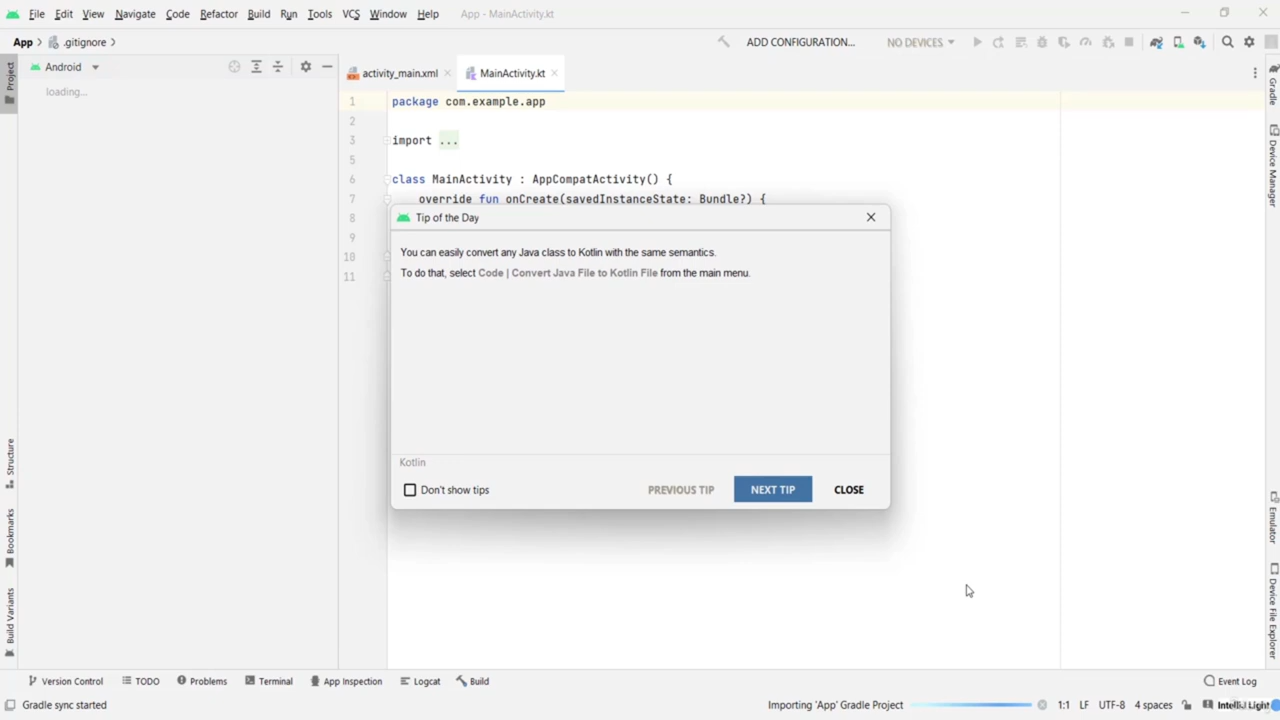 File Edit View Navigate Code Refactor Build Run Tools VCS Window Help App - MainActivity.kt
App .gitignore ADD CONFIGURATION... NO DEVICES
Project
Android
activity_main.xml MainActivity.kt
loading...
1 package com.example.app
2
3 import ...
5
6 class MainActivity : AppCompatActivity() {
7 override fun onCreate(savedInstanceState: Bundle?) {
8
9
10
11
Tip of the Day
You can easily convert any Java class to Kotlin with the same semantics.
To do that, select Code | Convert Java File to Kotlin File from the main menu.
Kotlin
Don't show tips PREVIOUS TIP NEXT TIP CLOSE
Structure
Bookmarks
Build Variants
Gradle
Device Manager
Emulator
Device File Explorer
Version Control TODO Problems Terminal App Inspection Logcat Build Event Log
Gradle sync started Importing 'App' Gradle Project 1:1 LF UTF-8 4 spaces IntelliJ Light